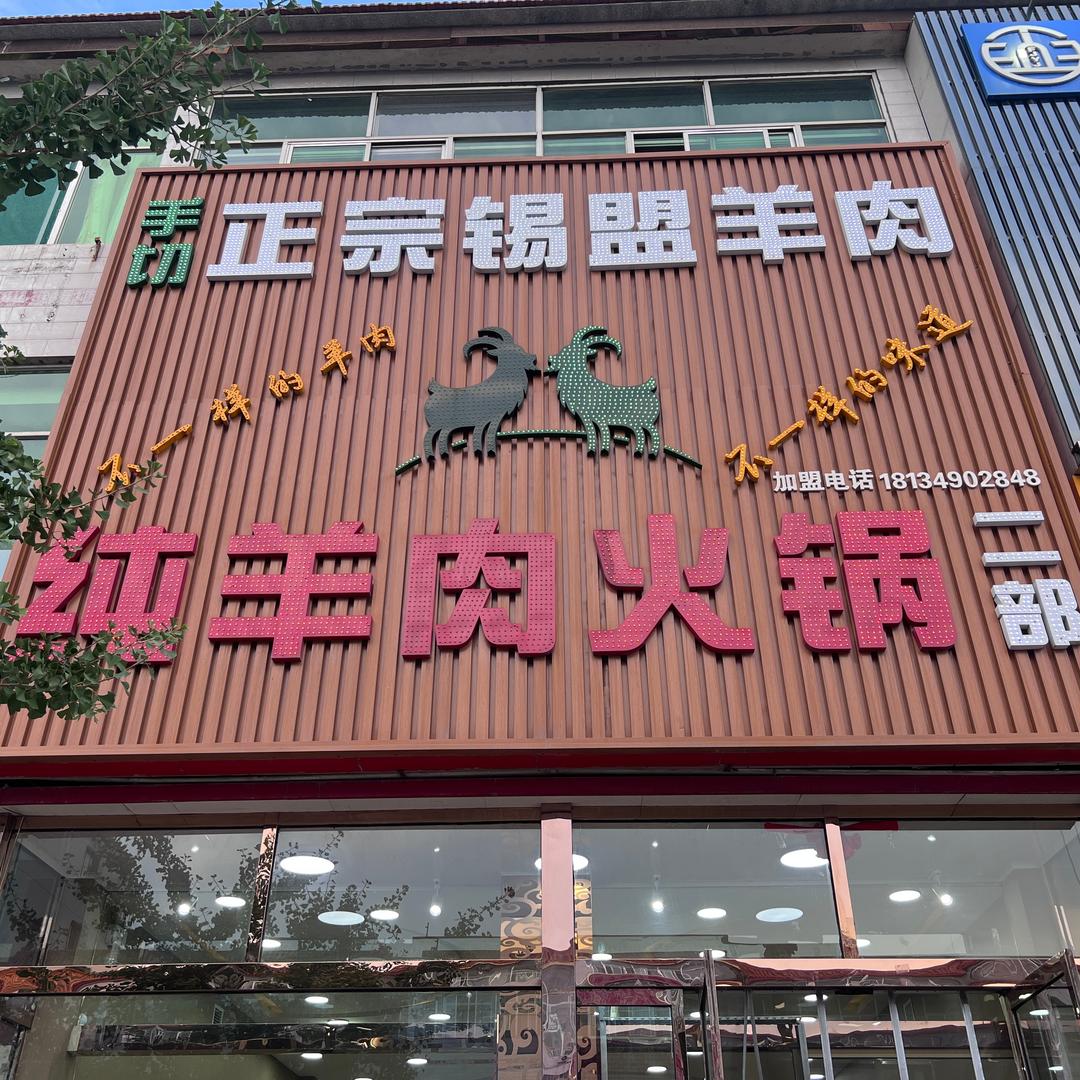 手切
正宗锡盟羊肉
不一样的羊肉
不一样的味道
加盟电话 18134902848
纯羊肉火锅
二部